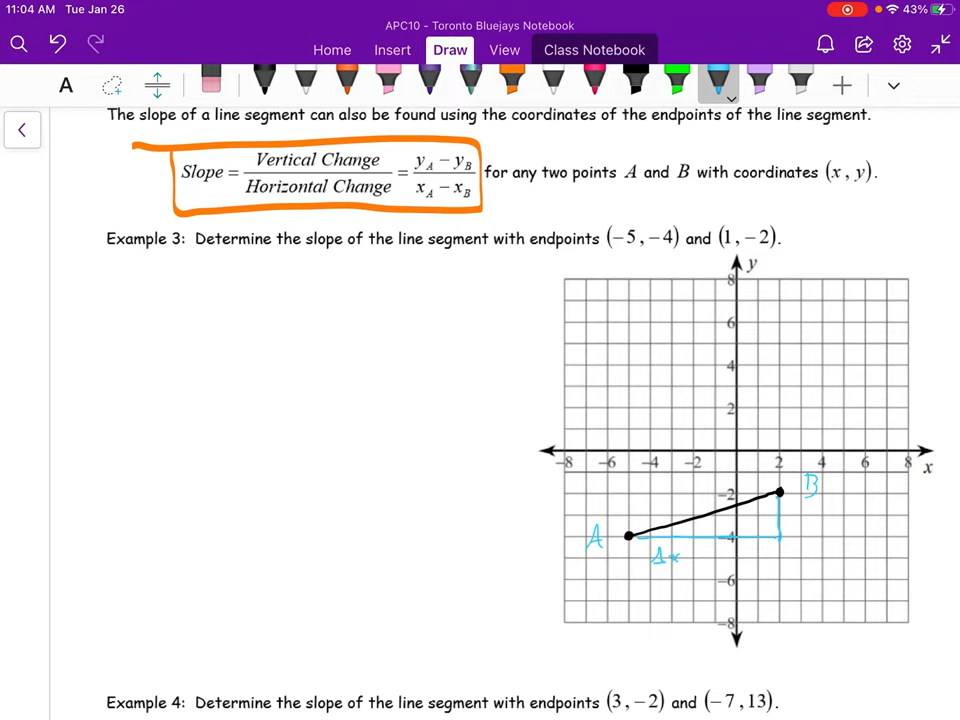 11:04 AM Tue Jan 26
43%
APC10 - Toronto Bluejays Notebook
Home Insert Draw View Class Notebook
A
The slope of a line segment can also be found using the coordinates of the endpoints of the line segment.
Slope = Vertical Change / Horizontal Change = y_A − y_B / x_A − x_B for any two points A and B with coordinates (x, y).
Example 3: Determine the slope of the line segment with endpoints (−5, −4) and (1, −2).
y
8
6
4
2
−8 −6 −4 −2 2 4 6 8 x
−2 B
A −4
Δx
−6
−8
Example 4: Determine the slope of the line segment with endpoints (3, −2) and (−7, 13).